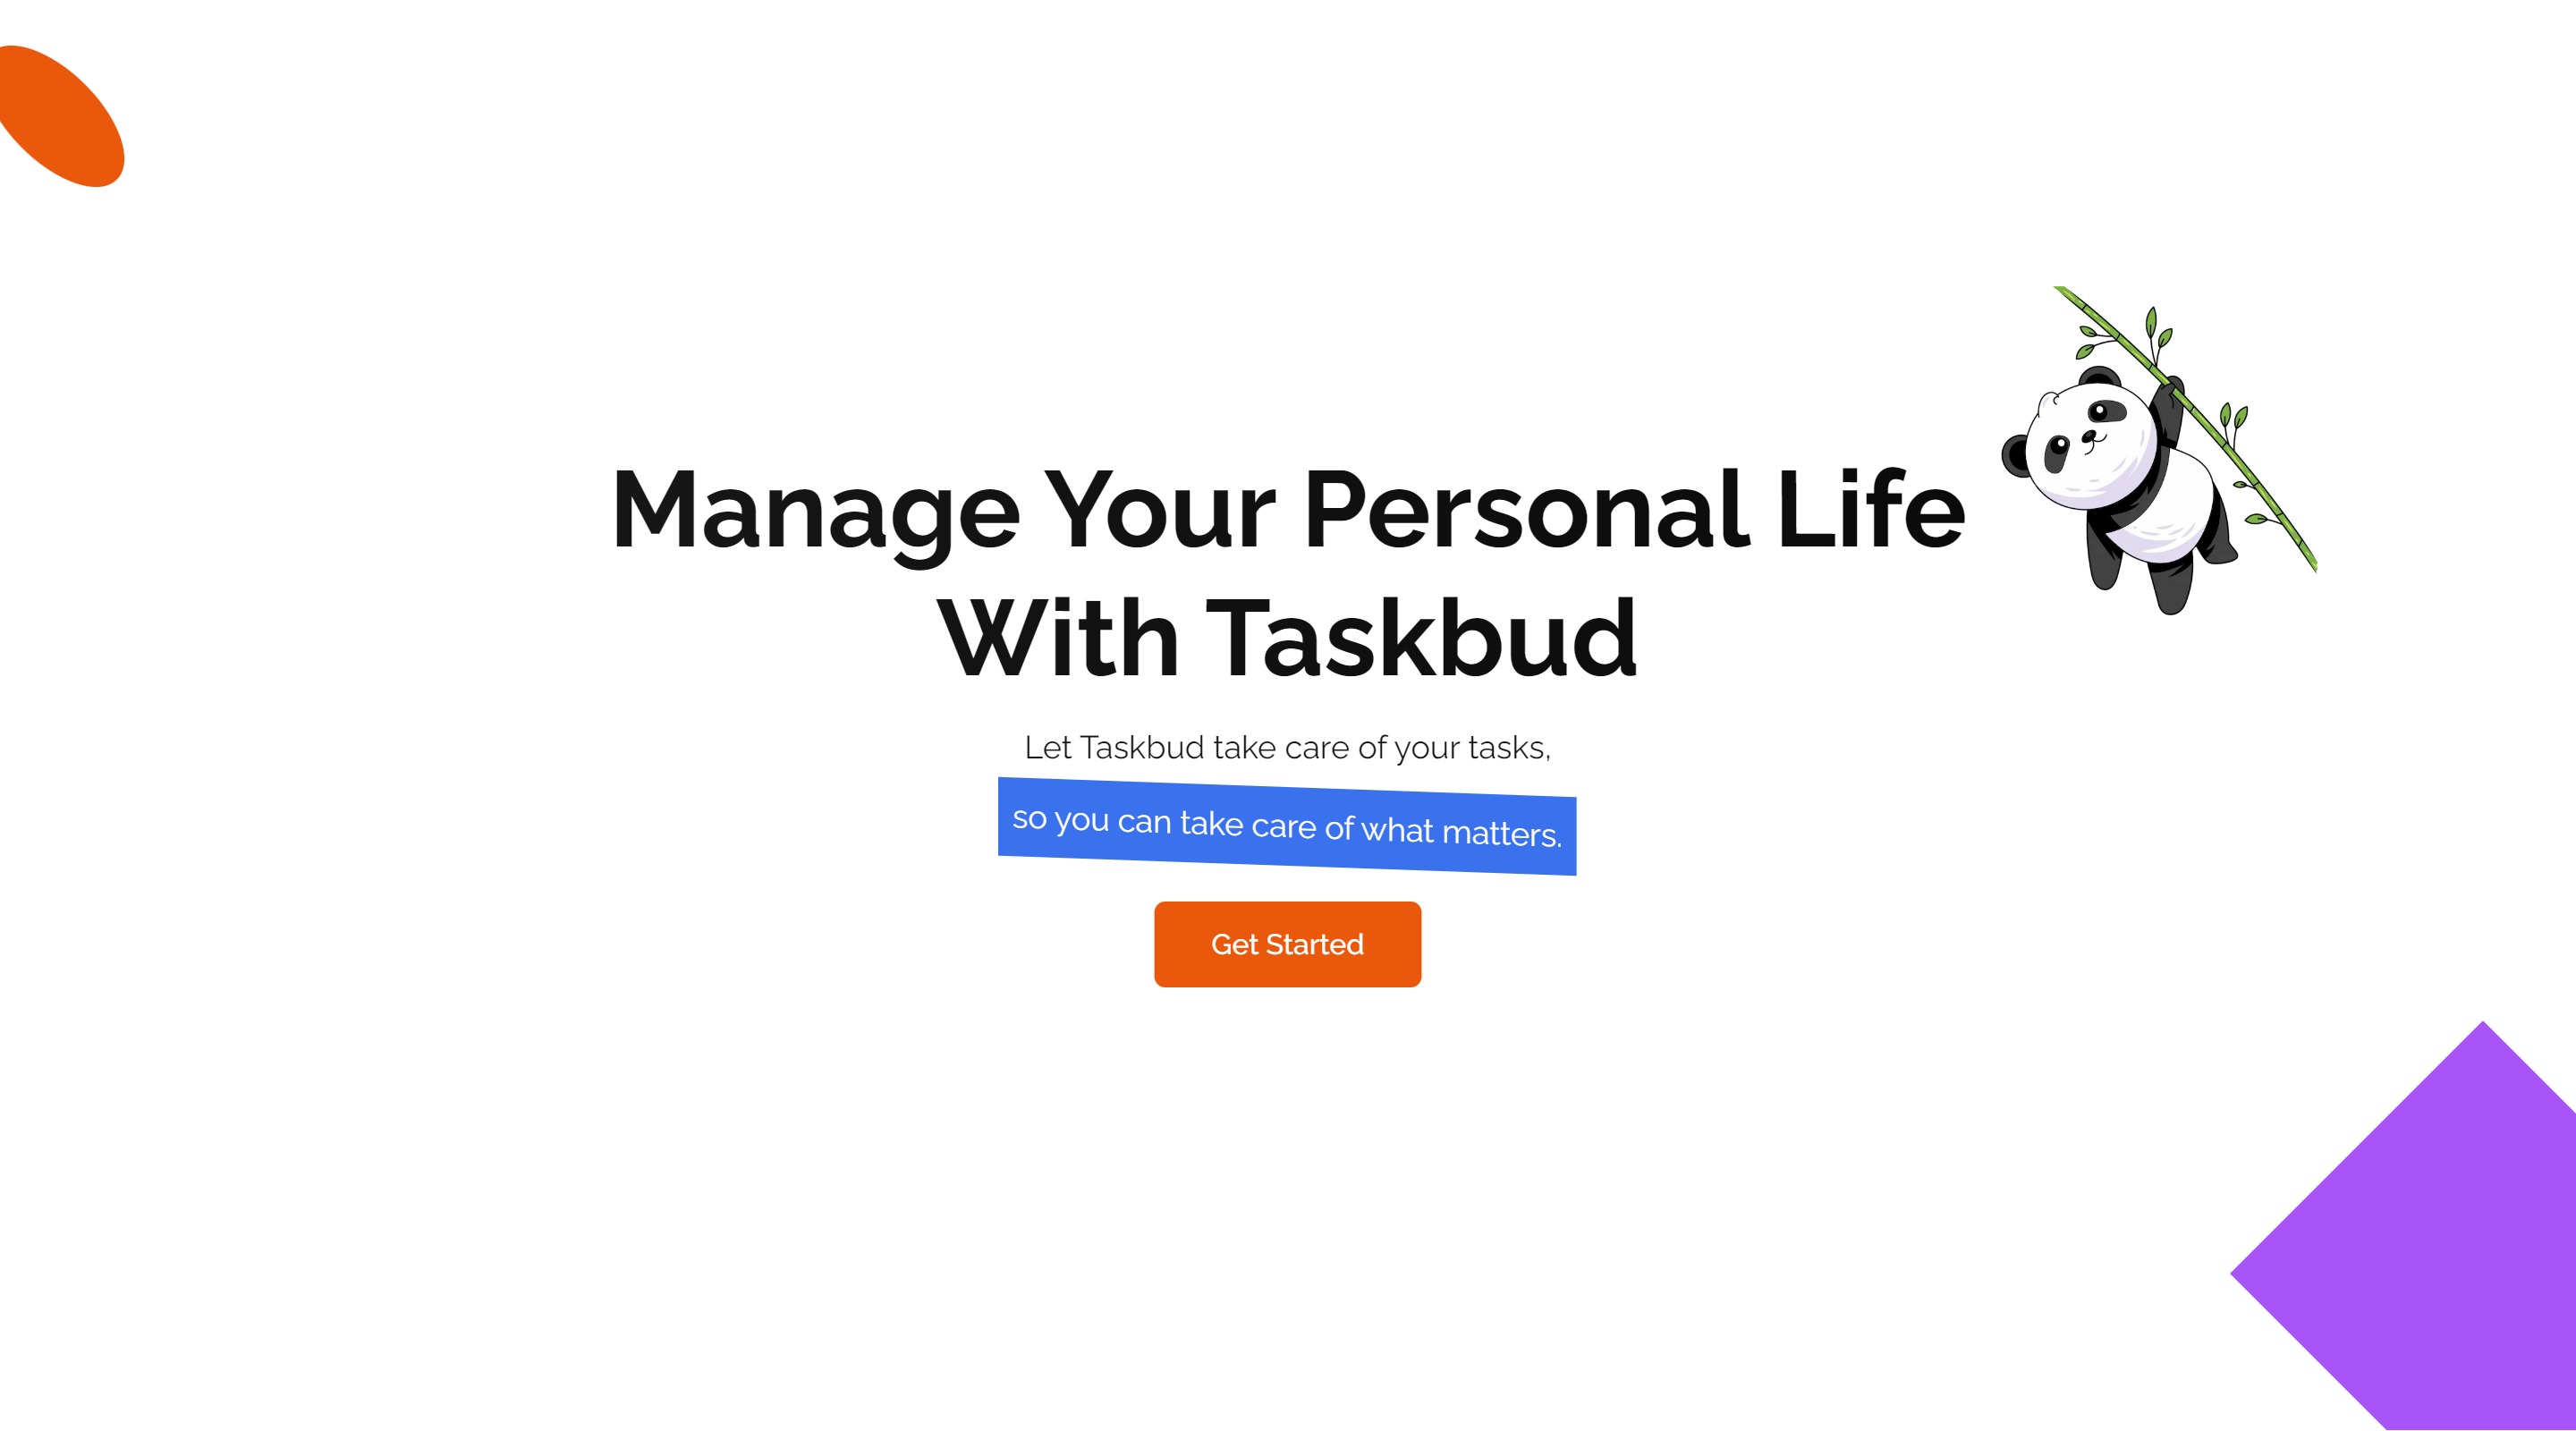 Manage Your Personal Life
With Taskbud
Let Taskbud take care of your tasks,
so you can take care of what matters.
Get Started